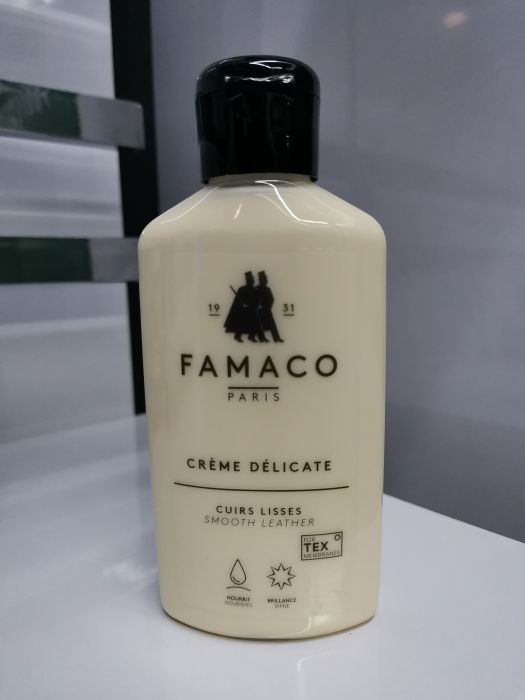 19 31
FAMACO
PARIS
CRÈME DÉLICATE
CUIRS LISSES
SMOOTH LEATHER
FOR
TEX
MEMBRANES
NOURRIT
NOURISHES
BRILLANCE
SHINE